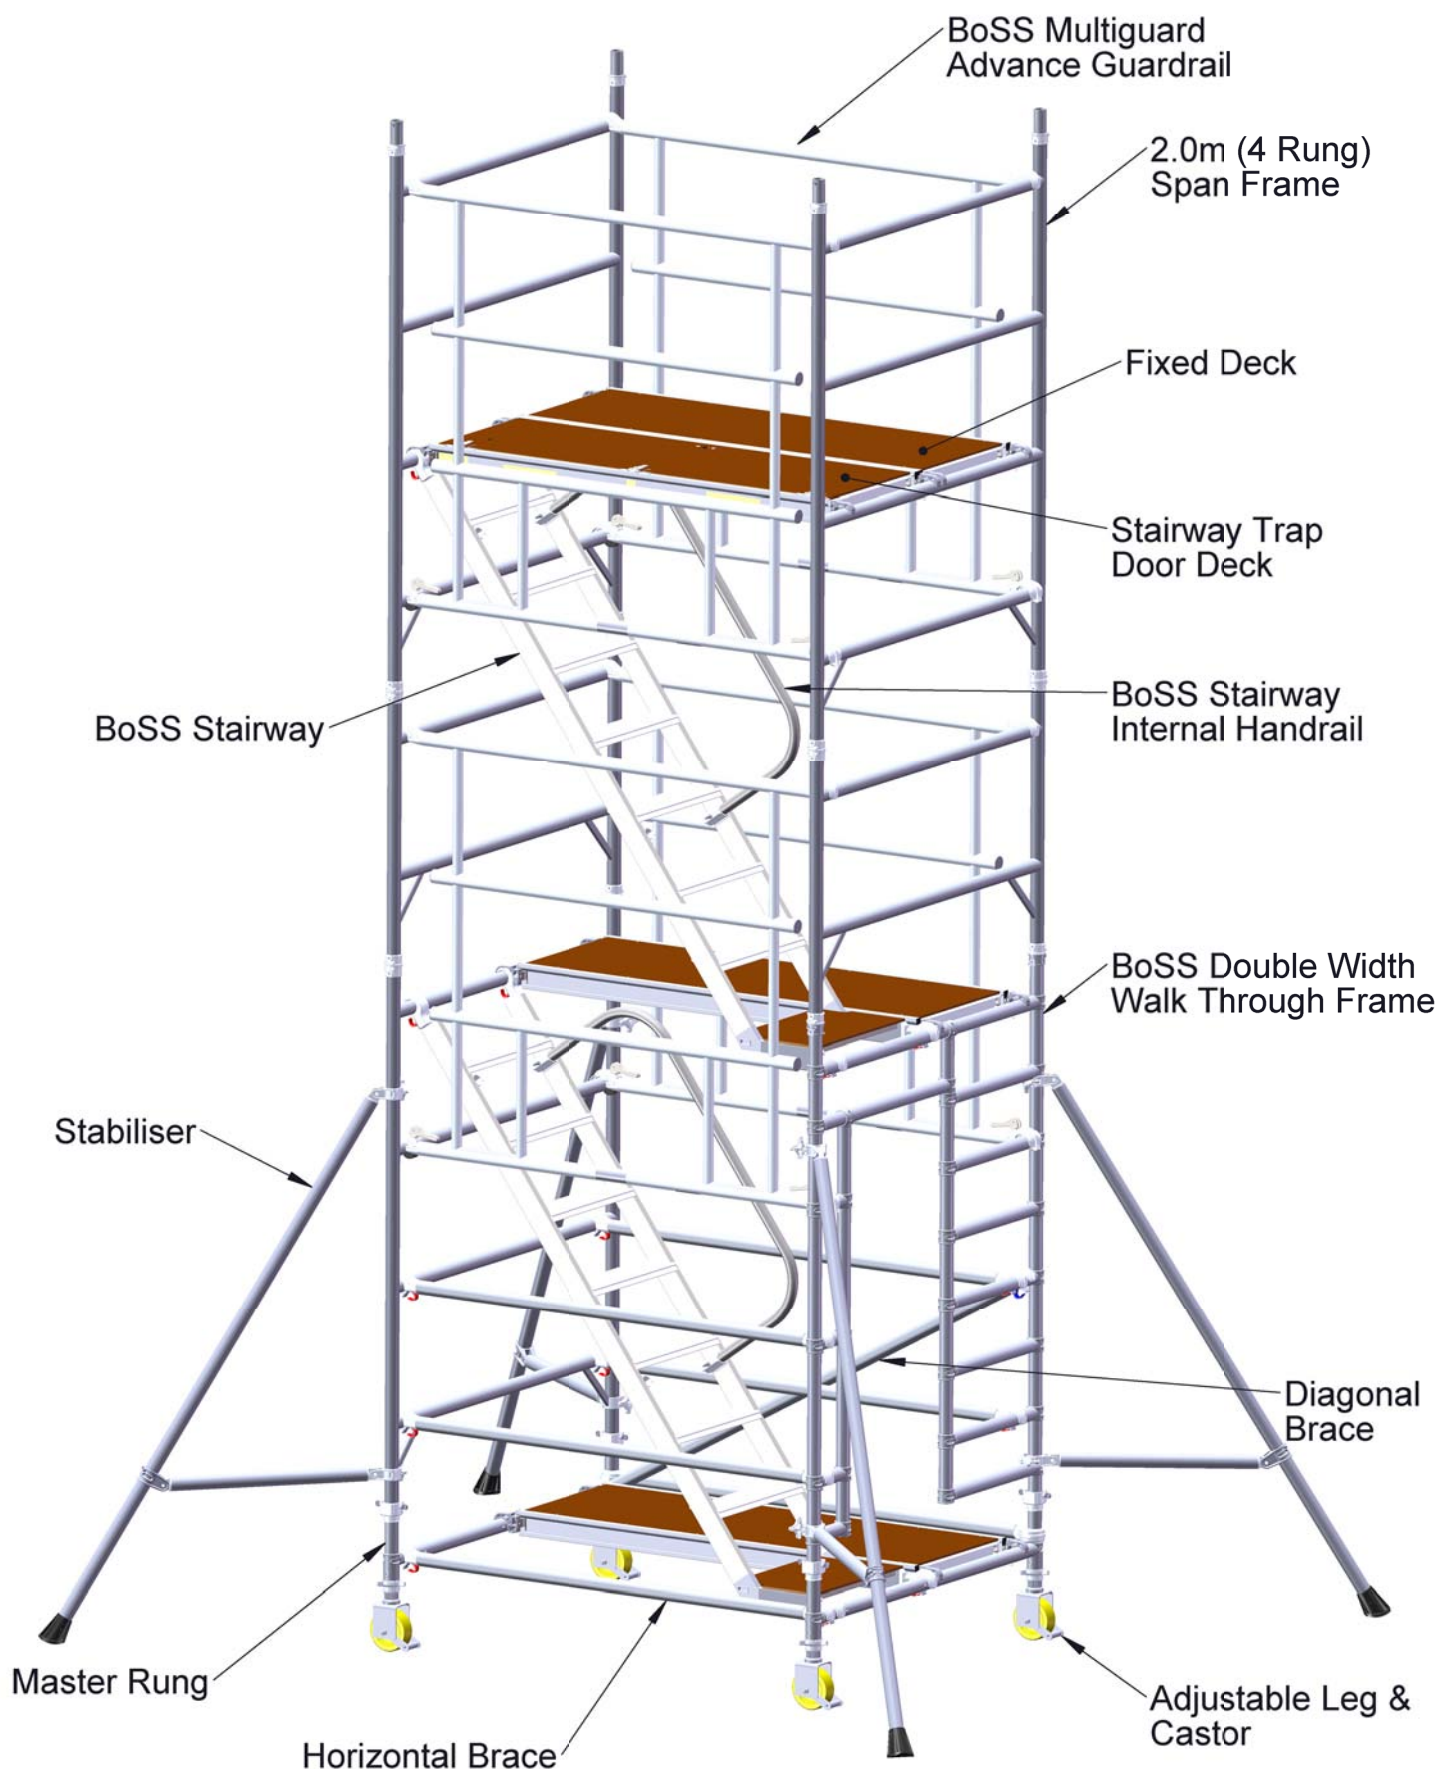 BoSS Multiguard
Advance Guardrail
2.0m (4 Rung)
Span Frame
Fixed Deck
Stairway Trap
Door Deck
BoSS Stairway
BoSS Stairway
Internal Handrail
BoSS Double Width
Walk Through Frame
Stabiliser
Diagonal
Brace
Master Rung
Adjustable Leg &
Castor
Horizontal Brace